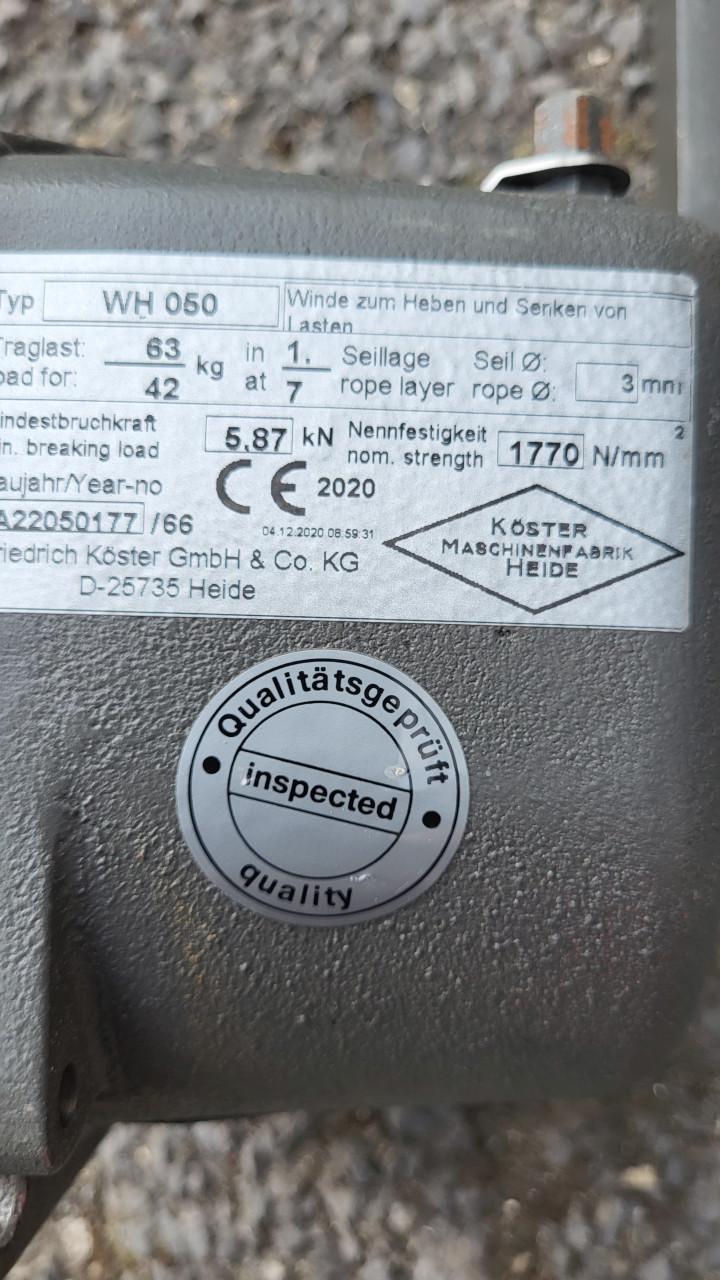 Typ WH 050 Winde zum Heben und Senken von
Lasten
Traglast: 63 kg in 1. Seillage Seil Ø: 3 mm
oad for: 42 at 7 rope layer rope Ø:
indestbruchkraft 5.87 kN Nennfestigkeit 1770 N/mm 2
in. breaking load nom. strength
aujahr/Year-no CE 2020
A22050177 /66 04.12.2020 08:59:31
riedrich Köster GmbH & Co. KG
D-25735 Heide
KÖSTER
MASCHINENFABRIK
HEIDE
Qualitätsgeprüft
inspected
quality